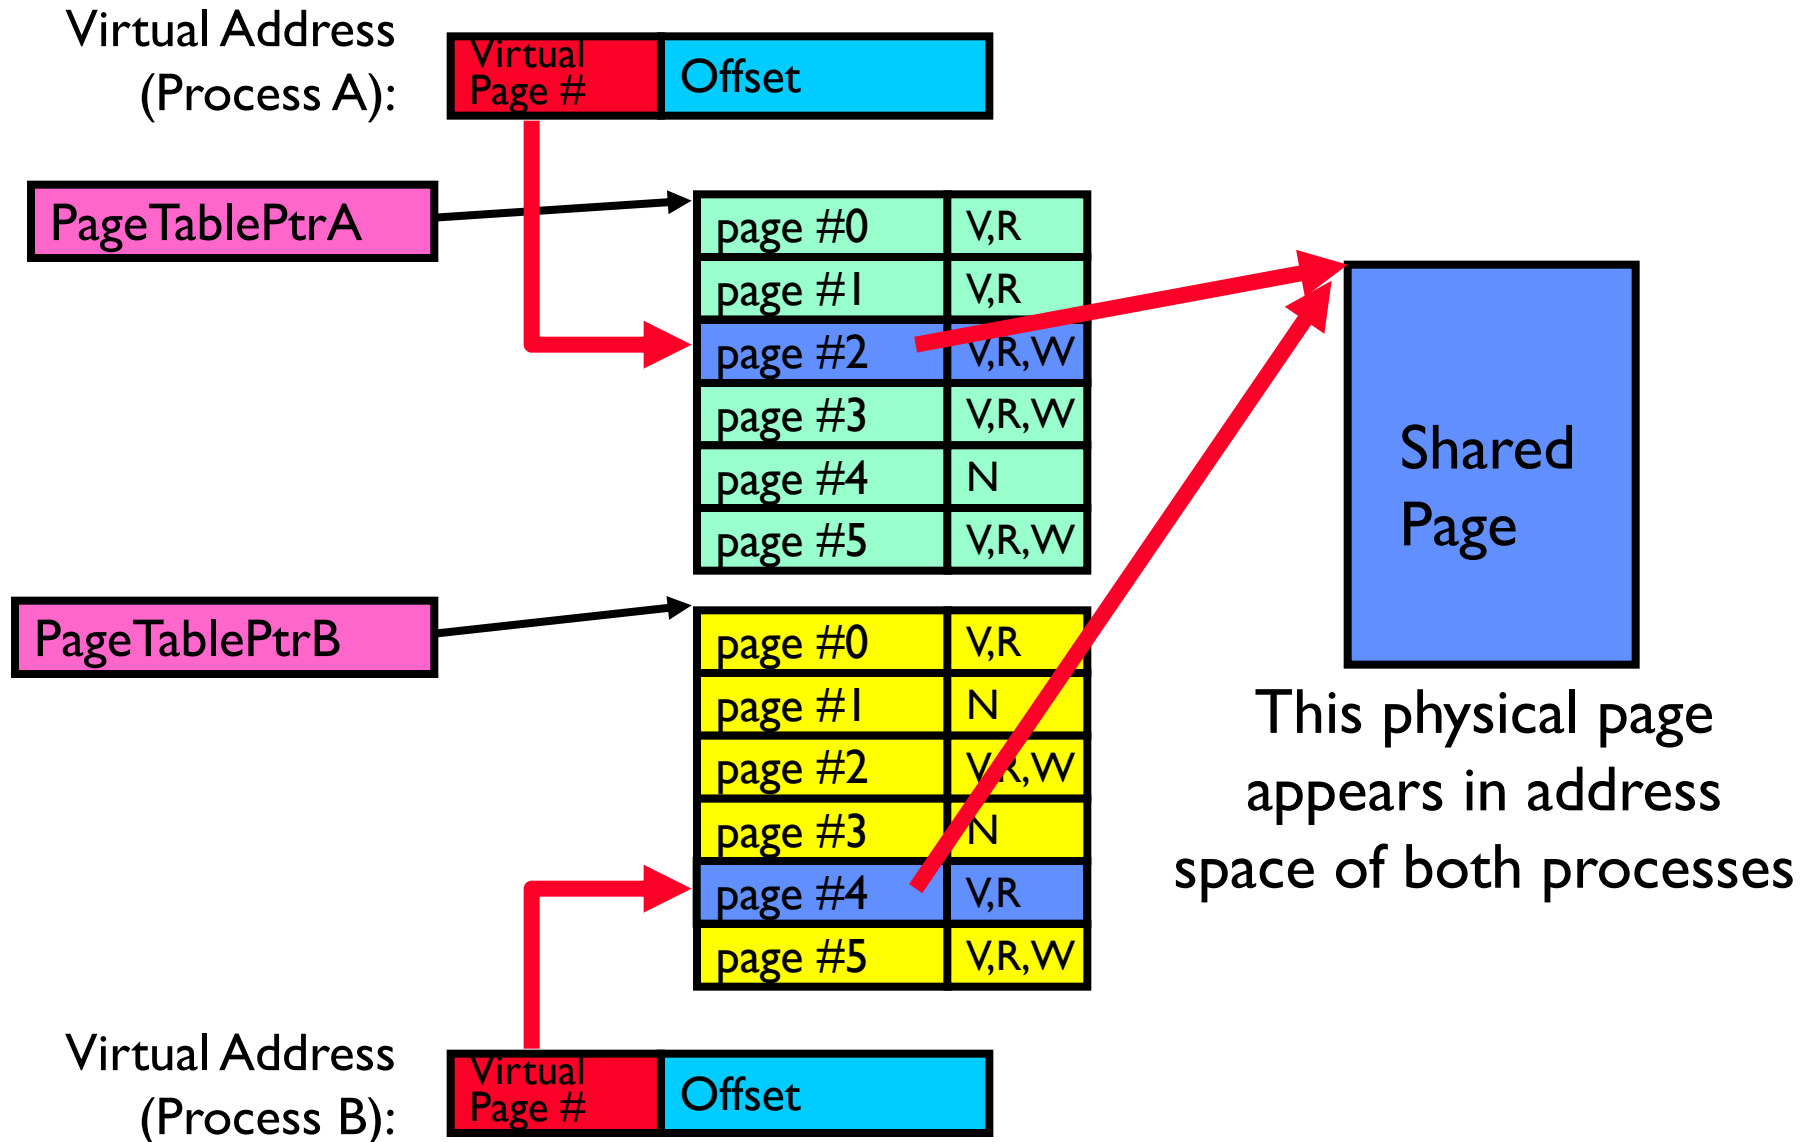 Virtual Address
(Process A):
Virtual
Page #
Offset
PageTablePtrA
page #0 V,R
page #1 V,R
page #2 V,R,W
page #3 V,R,W
page #4 N
page #5 V,R,W
Shared
Page
PageTablePtrB
page #0 V,R
page #1 N
page #2 V,R,W
page #3 N
page #4 V,R
page #5 V,R,W
This physical page
appears in address
space of both processes
Virtual Address
(Process B):
Virtual
Page #
Offset